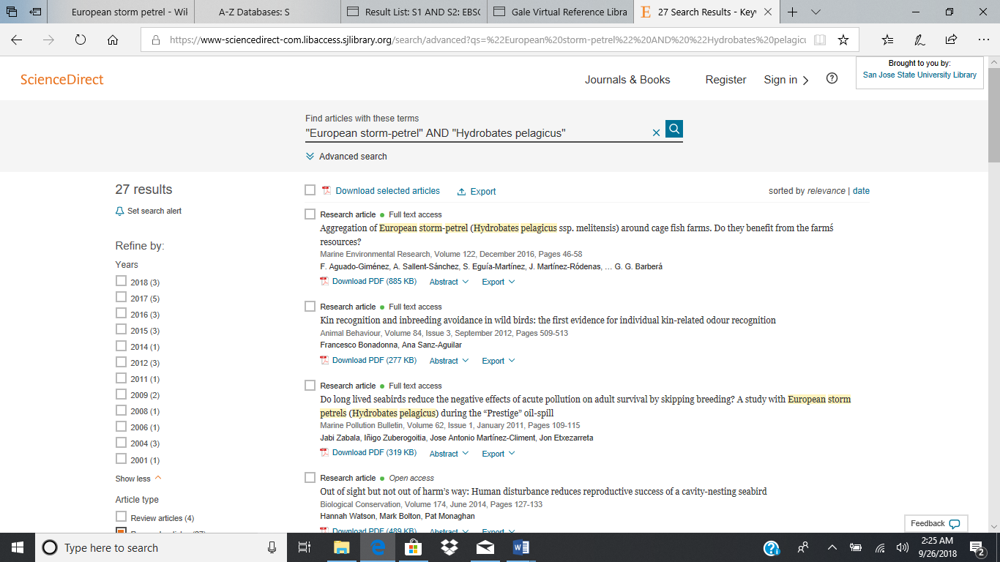 European storm petrel - Wil
A-Z Databases: S
Result List: S1 AND S2: EBSC
Gale Virtual Reference Libra
27 Search Results - Keyw
https://www-sciencedirect-com.libaccess.sjlibrary.org/search/advanced?qs=%22European%20storm-petrel%22%20AND%20%22Hydrobates%20pelagicu
ScienceDirect
Journals & Books
Register
Sign in
Brought to you by:
San Jose State University Library
Find articles with these terms
"European storm-petrel" AND "Hydrobates pelagicus"
Advanced search
27 results
Set search alert
Refine by:
Years
2018 (3)
2017 (5)
2016 (3)
2015 (3)
2014 (1)
2012 (3)
2011 (1)
2009 (2)
2008 (1)
2006 (1)
2004 (3)
2001 (1)
Show less
Article type
Review articles (4)
Download selected articles
Export
sorted by relevance | date
Research article Full text access
Aggregation of European storm-petrel (Hydrobates pelagicus ssp. melitensis) around cage fish farms. Do they benefit from the farmś
resources?
Marine Environmental Research, Volume 122, December 2016, Pages 46-58
F. Aguado-Giménez, A. Sallent-Sánchez, S. Eguía-Martínez, J. Martínez-Ródenas, ... G. G. Barberá
Download PDF (885 KB) Abstract Export
Research article Full text access
Kin recognition and inbreeding avoidance in wild birds: the first evidence for individual kin-related odour recognition
Animal Behaviour, Volume 84, Issue 3, September 2012, Pages 509-513
Francesco Bonadonna, Ana Sanz-Aguilar
Download PDF (277 KB) Abstract Export
Research article Full text access
Do long lived seabirds reduce the negative effects of acute pollution on adult survival by skipping breeding? A study with European storm
petrels (Hydrobates pelagicus) during the “Prestige” oil-spill
Marine Pollution Bulletin, Volume 62, Issue 1, January 2011, Pages 109-115
Jabi Zabala, Iñigo Zuberogoitia, Jose Antonio Martínez-Climent, Jon Etxezarreta
Download PDF (319 KB) Abstract Export
Research article Open access
Out of sight but not out of harm’s way: Human disturbance reduces reproductive success of a cavity-nesting seabird
Biological Conservation, Volume 174, June 2014, Pages 127-133
Hannah Watson, Mark Bolton, Pat Monaghan
Download PDF (489 KB) Abstract Export
Feedback
Type here to search
2:25 AM
9/26/2018
2